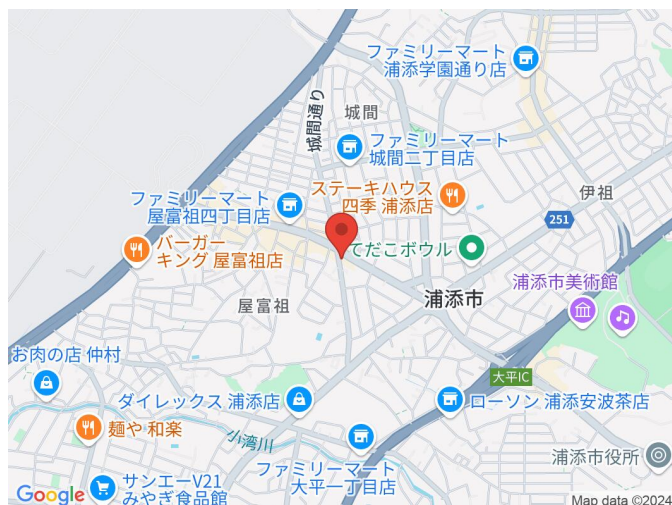 ファミリーマート
浦添学園通り店
城間通り
城間
ファミリーマート
城間二丁目店
ステーキハウス
四季 浦添店
伊祖
251
ファミリーマート
屋富祖四丁目店
バーガー
キング 屋富祖店
てだこボウル
浦添市
浦添市美術館
屋富祖
お肉の店 仲村
大平IC
ダイレックス 浦添店
ローソン 浦添安波茶店
麺や 和楽
小湾川
ファミリーマート
大平一丁目店
浦添市役所
サンエーV21
みやぎ食品館
Google
Map data ©2024